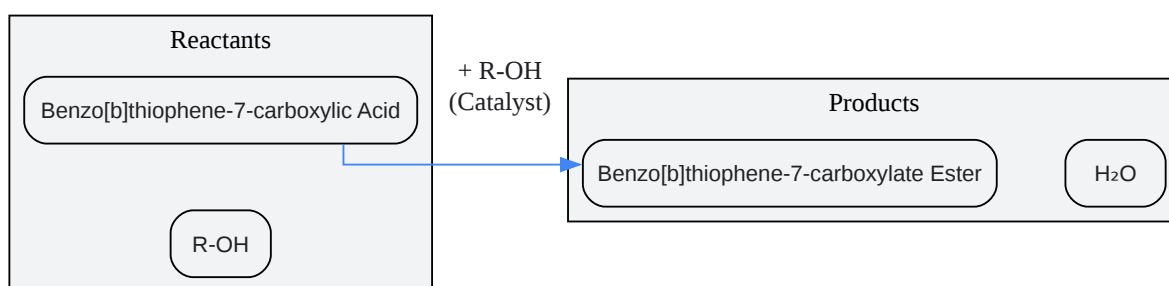 Reactants
Benzo[b]thiophene-7-carboxylic Acid
R-OH
+ R-OH
(Catalyst)
Products
Benzo[b]thiophene-7-carboxylate Ester
H₂O